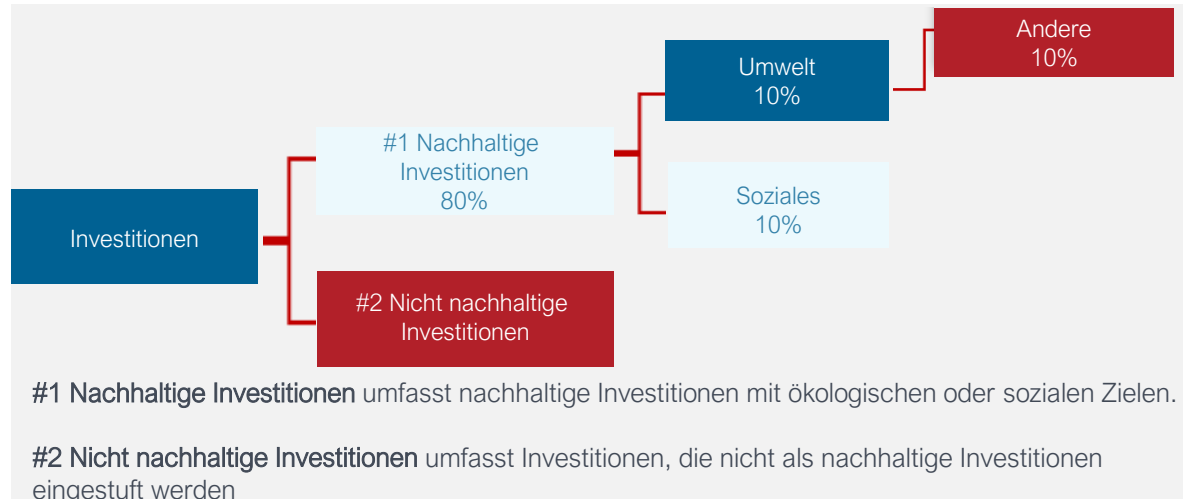 Andere
10%
Umwelt
10%
#1 Nachhaltige
Investitionen
80%
Soziales
10%
Investitionen
#2 Nicht nachhaltige
Investitionen
#1 Nachhaltige Investitionen umfasst nachhaltige Investitionen mit ökologischen oder sozialen Zielen.
#2 Nicht nachhaltige Investitionen umfasst Investitionen, die nicht als nachhaltige Investitionen
eingestuft werden